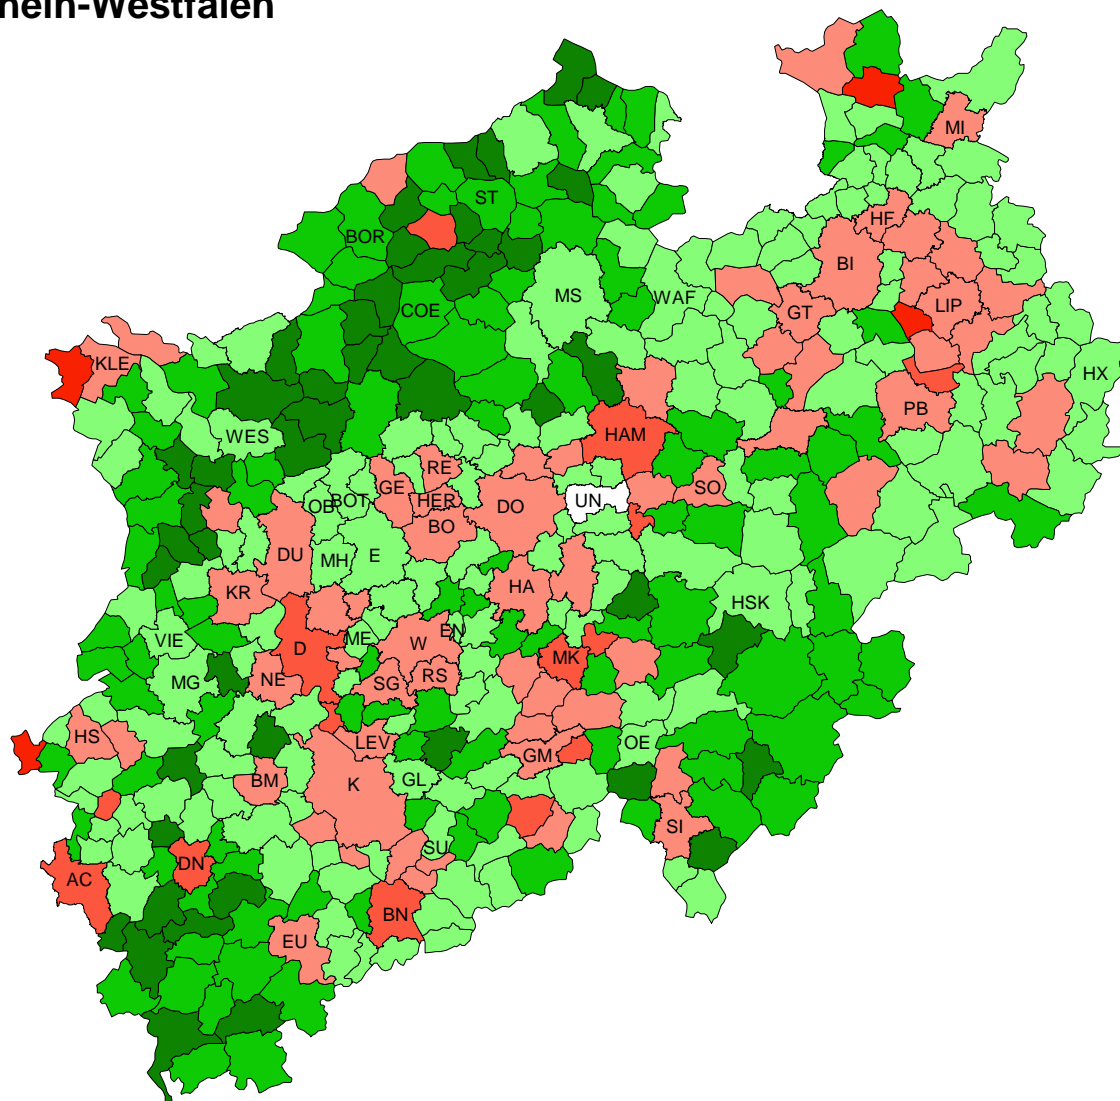 hein-Westfalen
MI
ST
HF
BOR
BI
MS
WAF
LIP
COE
GT
KLE
HX
PB
WES
HAM
RE
GE
SO
BOT
HER
UN
OB
DO
BO
DU
E
MH
HA
KR
HSK
EN
VIE
ME
W
D
MK
RS
NE
SG
MG
HS
LEV
OE
GM
BM
GL
K
SI
SU
DN
AC
BN
EU